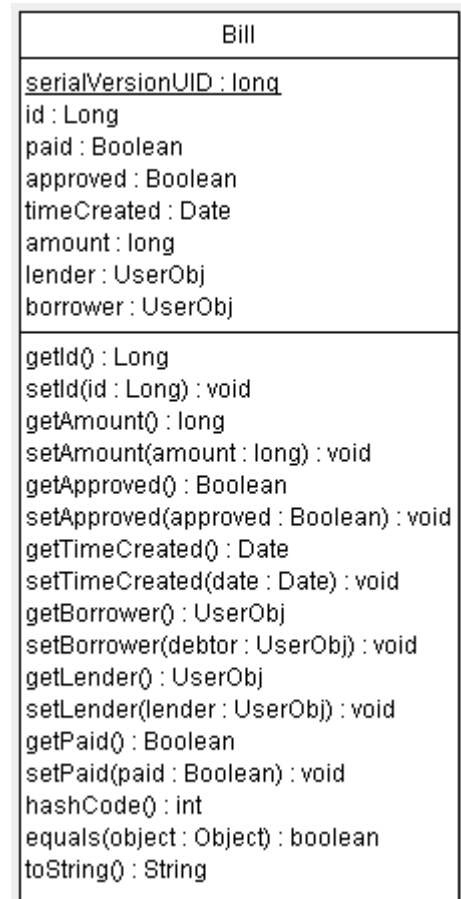 Bill
serialVersionUID : long
id : Long
paid : Boolean
approved : Boolean
timeCreated : Date
amount : long
lender : UserObj
borrower : UserObj
getId() : Long
setId(id : Long) : void
getAmount() : long
setAmount(amount : long) : void
getApproved() : Boolean
setApproved(approved : Boolean) : void
getTimeCreated() : Date
setTimeCreated(date : Date) : void
getBorrower() : UserObj
setBorrower(debtor : UserObj) : void
getLender() : UserObj
setLender(lender : UserObj) : void
getPaid() : Boolean
setPaid(paid : Boolean) : void
hashCode() : int
equals(object : Object) : boolean
toString() : String